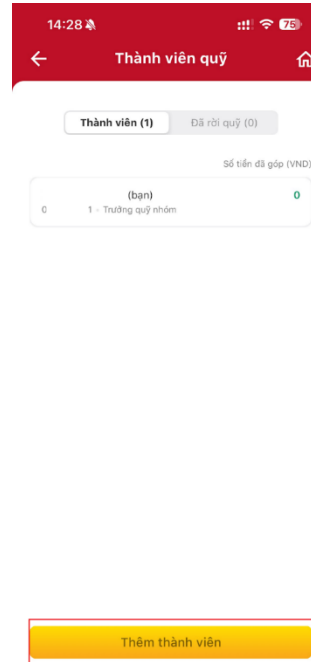 14:28 75
Thành viên quỹ
Thành viên (1) Đã rời quỹ (0)
Số tiền đã góp (VND)
(bạn) 0
0 1 - Trưởng quỹ nhóm
Thêm thành viên